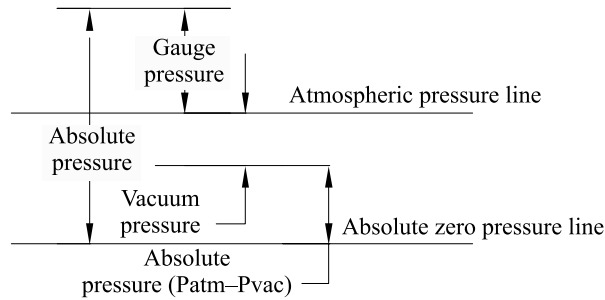 Gauge
pressure
Atmospheric pressure line
Absolute
pressure
Vacuum
pressure
Absolute zero pressure line
Absolute
pressure (Patm–Pvac)